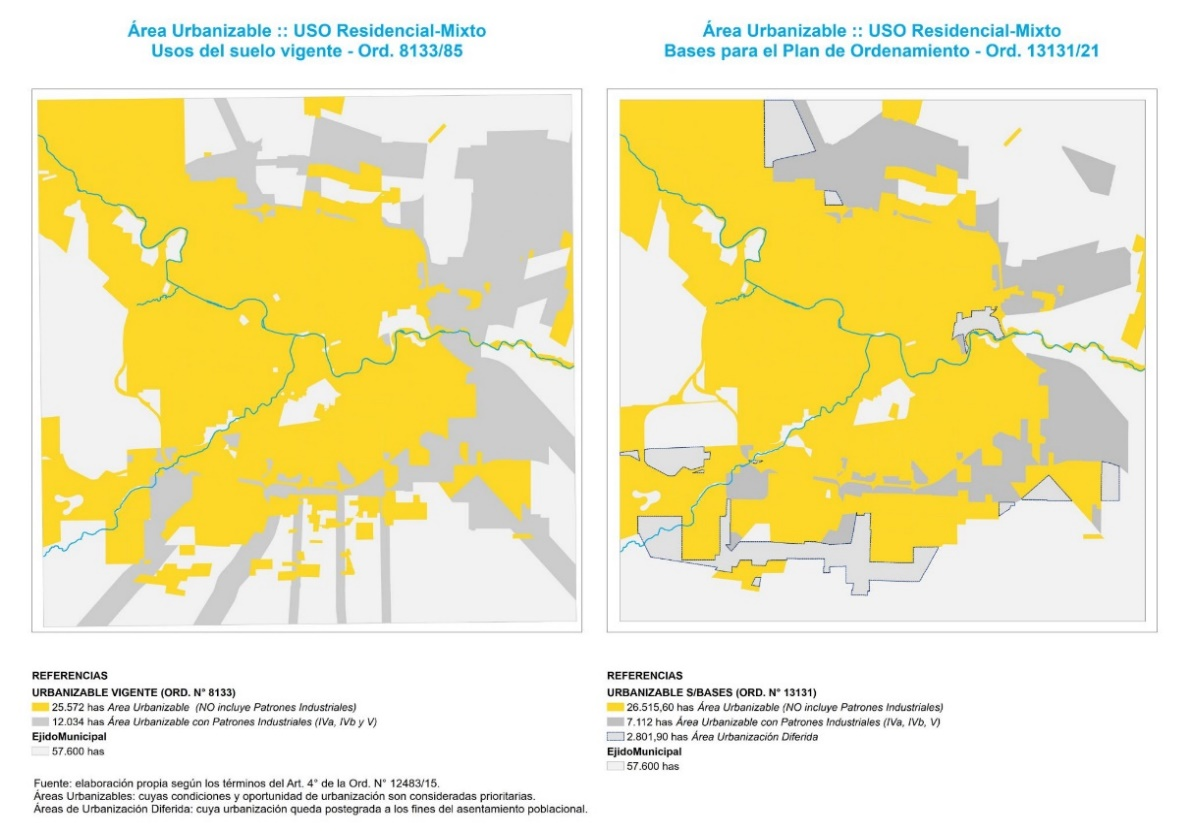 Área Urbanizable :: USO Residencial-Mixto
Usos del suelo vigente - Ord. 8133/85
Área Urbanizable :: USO Residencial-Mixto
Bases para el Plan de Ordenamiento - Ord. 13131/21
REFERENCIAS
URBANIZABLE VIGENTE (ORD. N° 8133)
25.572 has Area Urbanizable (NO incluye Patrones Industriales)
12.034 has Área Urbanizable con Patrones Industriales (IVa, IVb y V)
EjidoMunicipal
57.600 has
REFERENCIAS
URBANIZABLE S/BASES (ORD. N° 13131)
26.515,60 has Área Urbanizable (NO incluye Patrones Industriales)
7.112 has Área Urbanizable con Patrones Industriales (IVa, IVb, V)
2.801,90 has Área Urbanización Diferida
EjidoMunicipal
57.600 has
Fuente: elaboración propia según los términos del Art. 4° de la Ord. N° 12483/15.
Áreas Urbanizables: cuyas condiciones y oportunidad de urbanización son consideradas prioritarias.
Áreas de Urbanización Diferida: cuya urbanización queda postegrada a los fines del asentamiento poblacional.